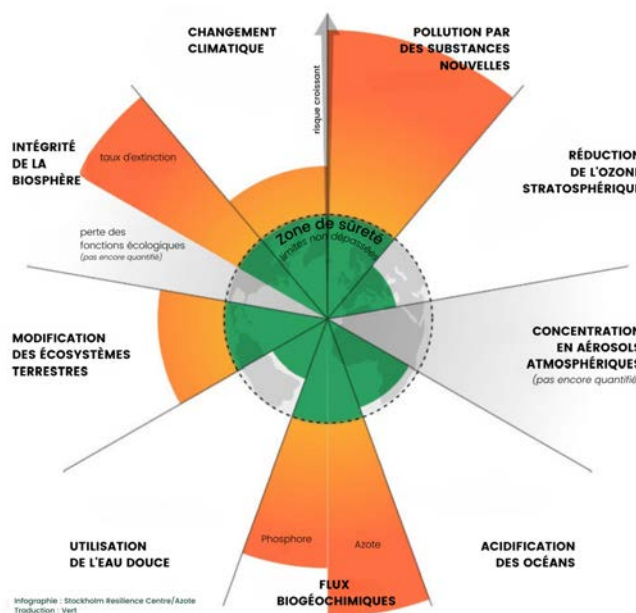 CHANGEMENT
CLIMATIQUE
POLLUTION PAR
DES SUBSTANCES
NOUVELLES
risque croissant
INTÉGRITÉ
DE LA
BIOSPHÈRE
taux d'extinction
RÉDUCTION
DE L'OZONE
STRATOSPHÉRIQUE
Zone de sûreté
limites non dépassées
perte des
fonctions écologiques
(pas encore quantifié)
MODIFICATION
DES ÉCOSYSTÈMES
TERRESTRES
CONCENTRATION
EN AÉROSOLS
ATMOSPHÉRIQUES
(pas encore quantifié)
UTILISATION
DE L'EAU DOUCE
Phosphore
Azote
FLUX
BIOGÉOCHIMIQUES
ACIDIFICATION
DES OCÉANS
Infographie : Stockholm Resilience Centre/Azote
Traduction : Vert